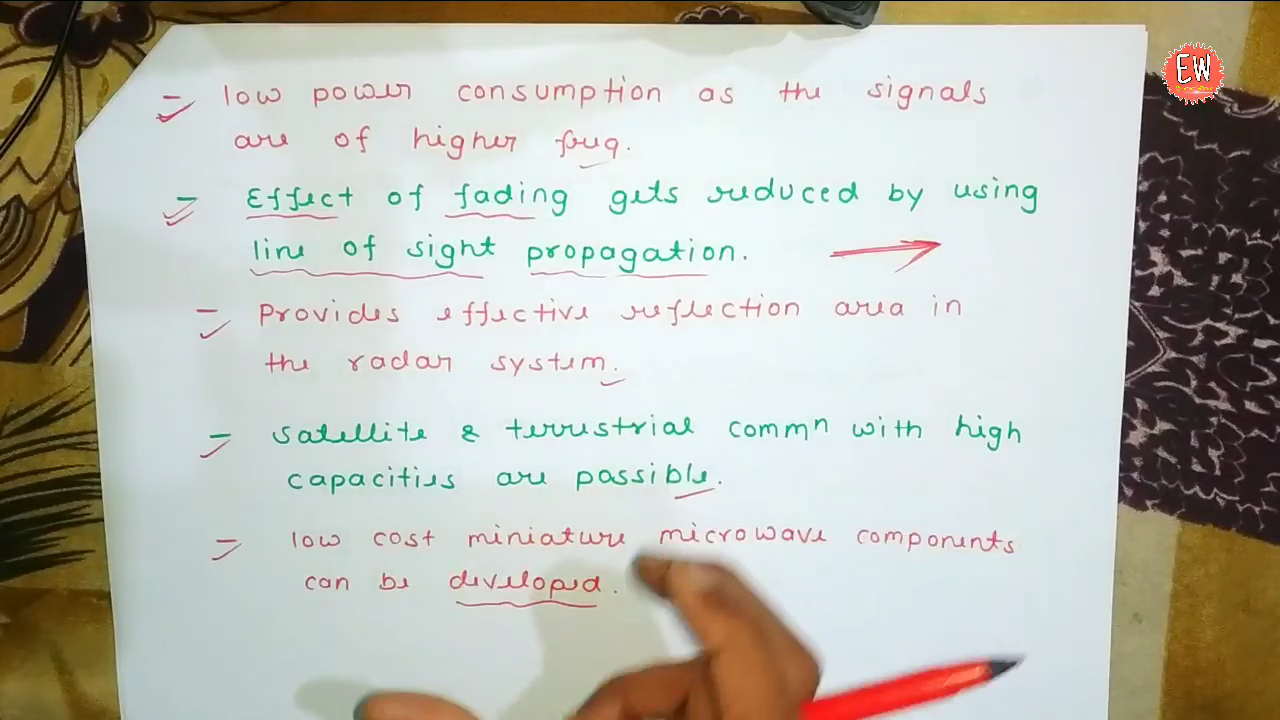 EW
- low power consumption as the signals
are of higher freq.
- Effect of fading gets reduced by using
line of sight propagation.
- Provides effective reflection area in
the radar system.
- Satellite & terrestrial commn with high
capacities are possible.
- low cost miniature microwave components
can be developed.